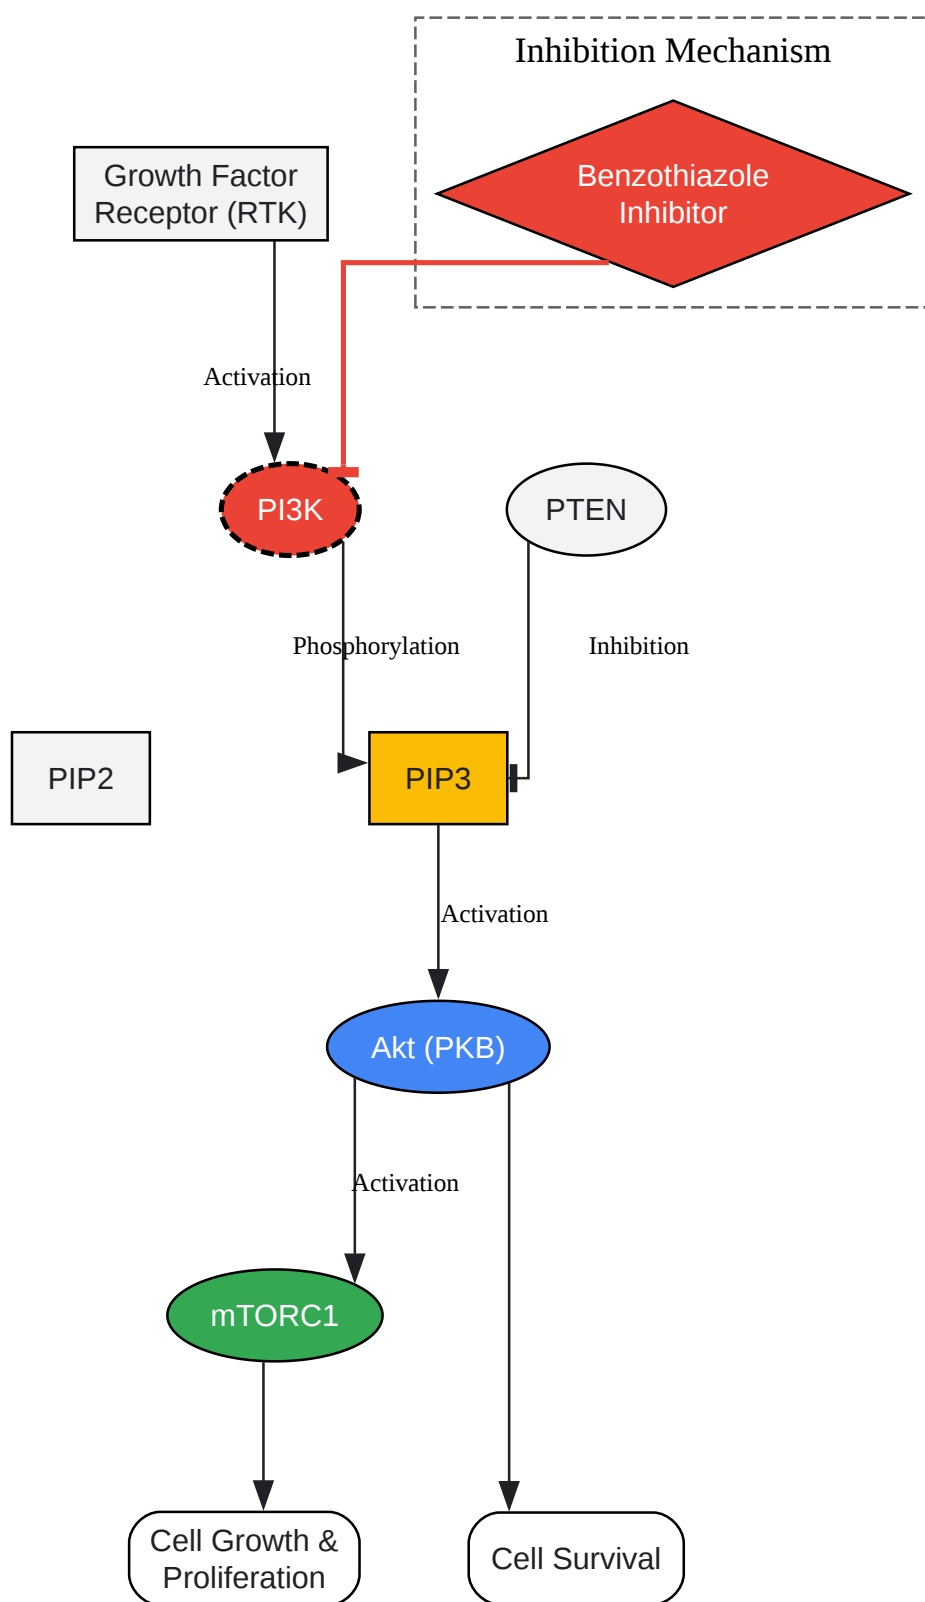 Inhibition Mechanism
Benzothiazole
Inhibitor
Growth Factor
Receptor (RTK)
Activation
PI3K
PTEN
Phosphorylation
Inhibition
PIP2
PIP3
Activation
Akt (PKB)
Activation
mTORC1
Cell Growth &
Proliferation
Cell Survival